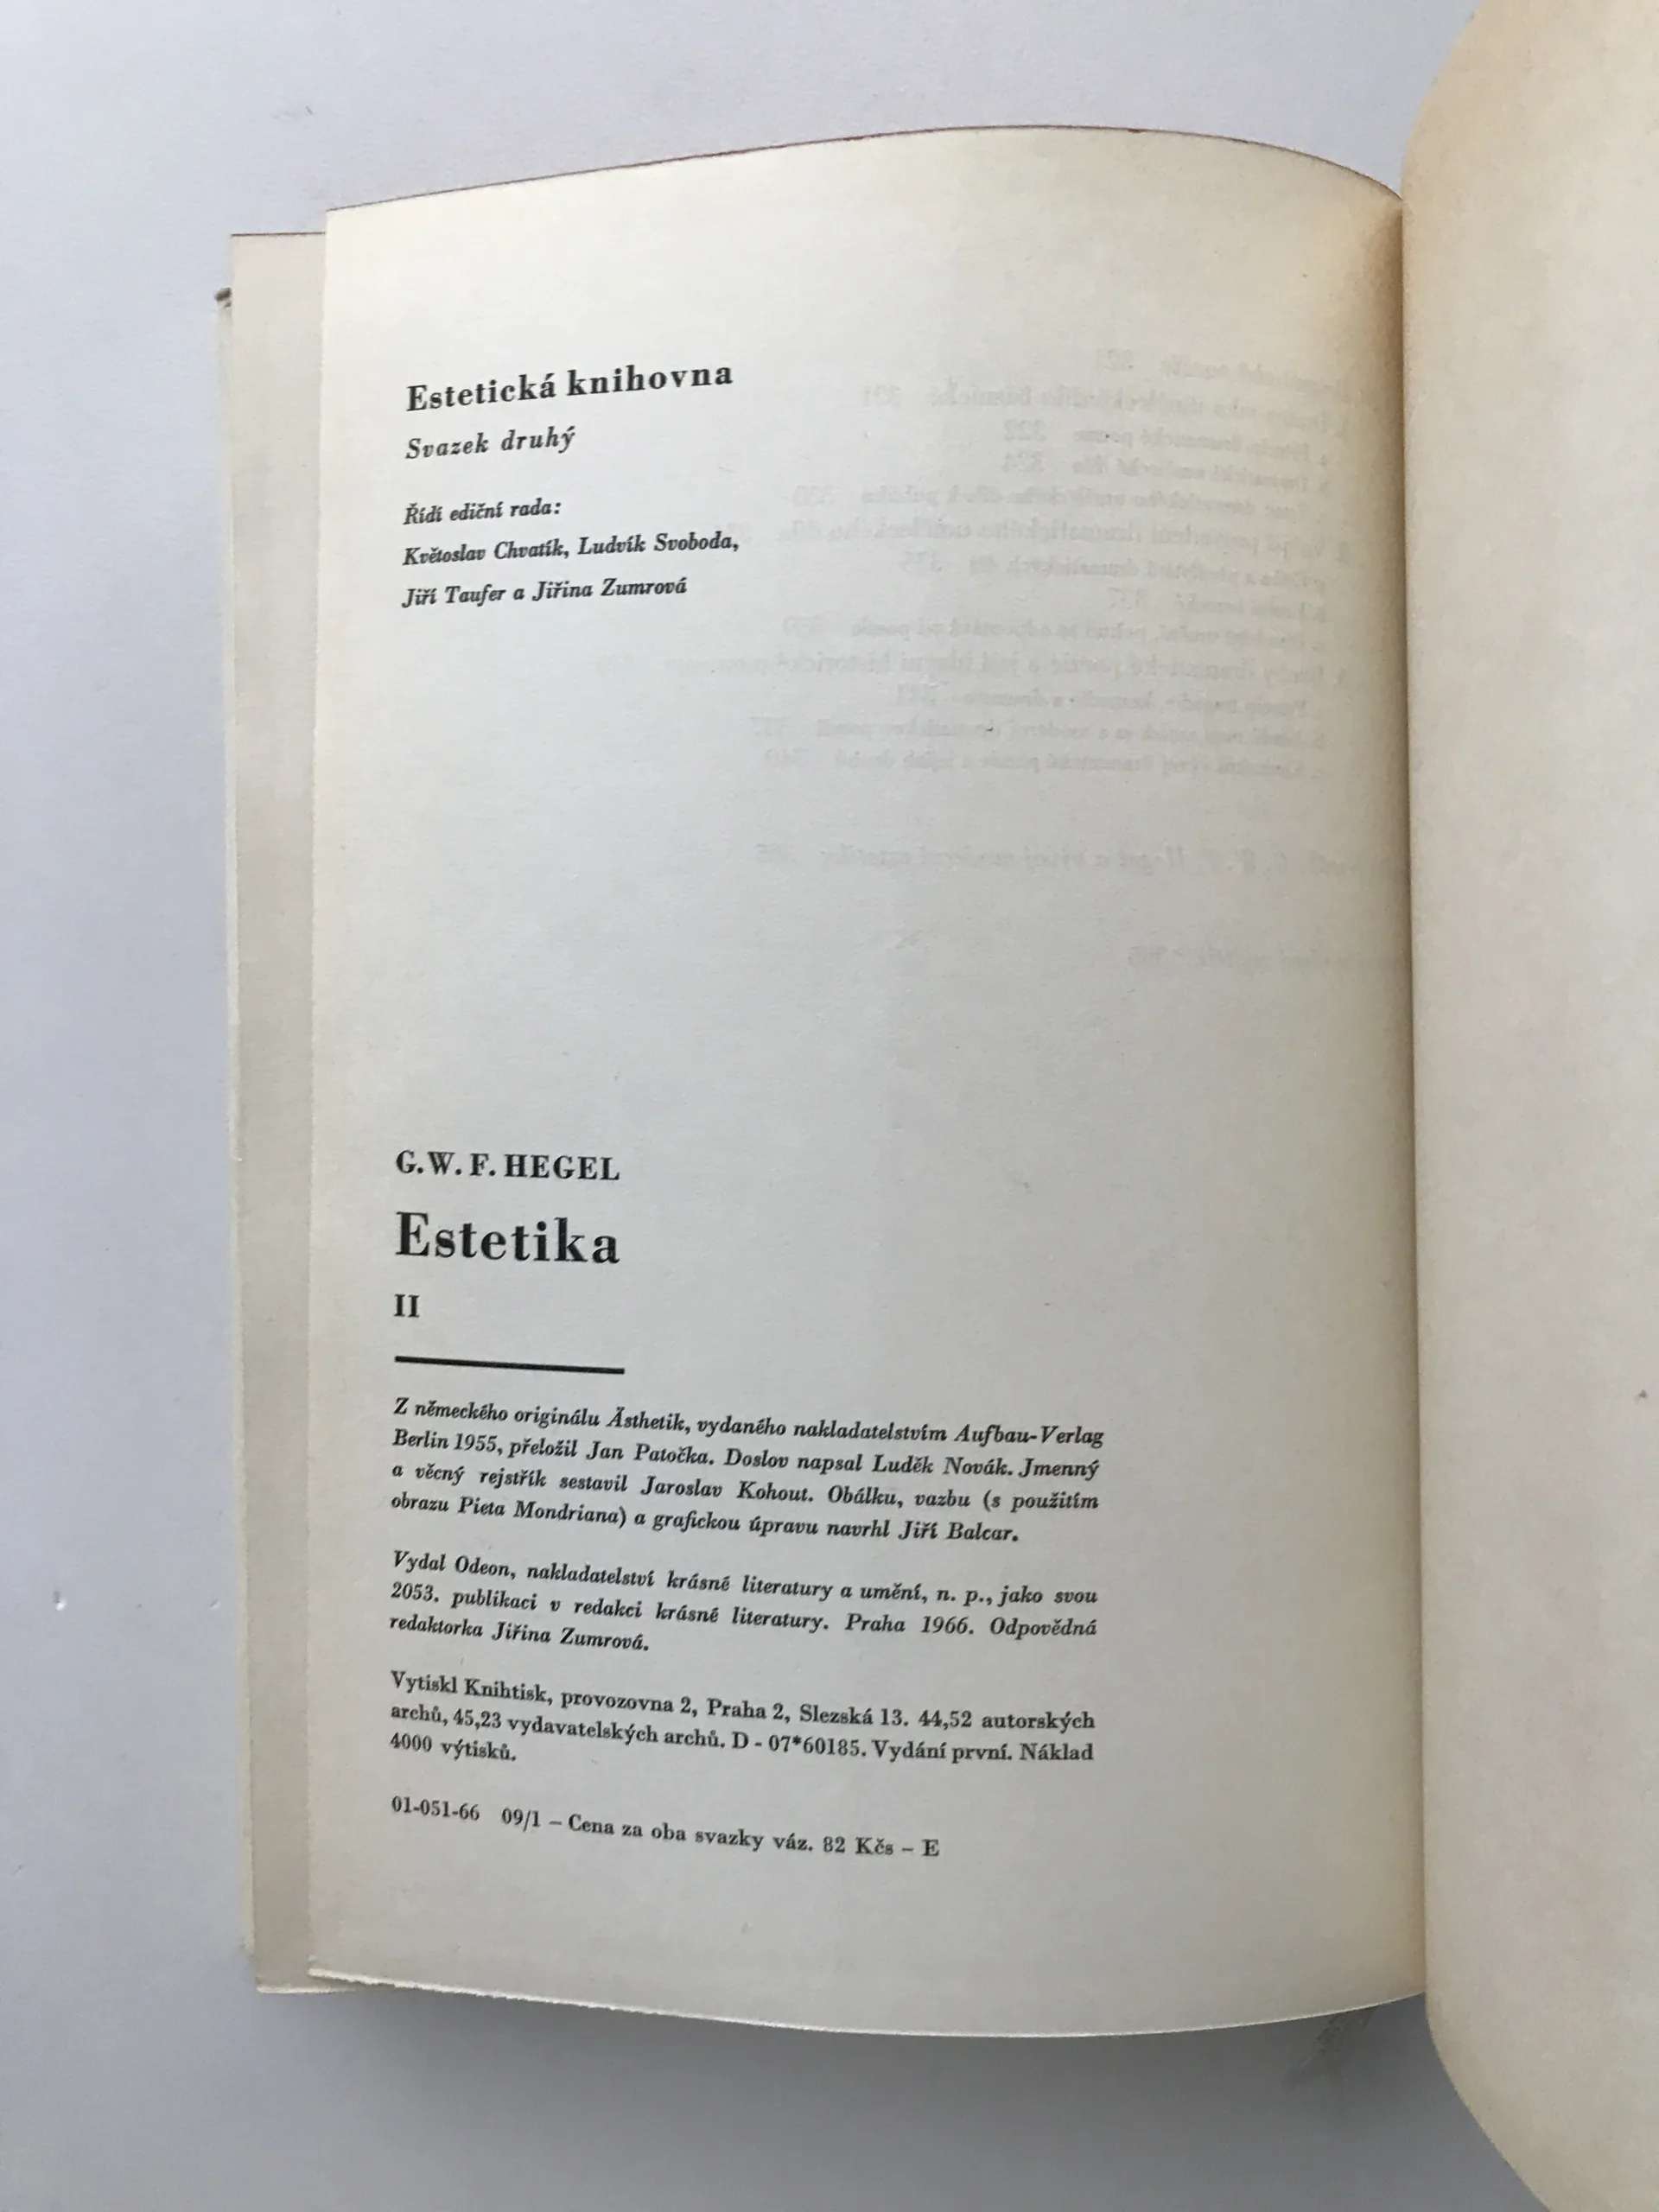 Estetická knihovna
Svazek druhý
Řídí ediční rada:
Květoslav Chvatík, Ludvík Svoboda,
Jiří Taufer a Jiřina Zumrová
G. W. F. HEGEL
Estetika
II
Z německého originálu Ästhetik, vydaného nakladatelstvím Aufbau-Verlag
Berlin 1955, přeložil Jan Patočka. Doslov napsal Luděk Novák. Jmenný
a věcný rejstřík sestavil Jaroslav Kohout. Obálku, vazbu (s použitím
obrazu Pieta Mondriana) a grafickou úpravu navrhl Jiří Balcar.
Vydal Odeon, nakladatelství krásné literatury a umění, n. p., jako svou
2053. publikaci v redakci krásné literatury. Praha 1966. Odpovědná
redaktorka Jiřina Zumrová.
Vytiskl Knihtisk, provozovna 2, Praha 2, Slezská 13. 44,52 autorských
archů, 45,23 vydavatelských archů. D - 07*60185. Vydání první. Náklad
4000 výtisků.
01-051-66 09/1 – Cena za oba svazky váz. 82 Kčs – E